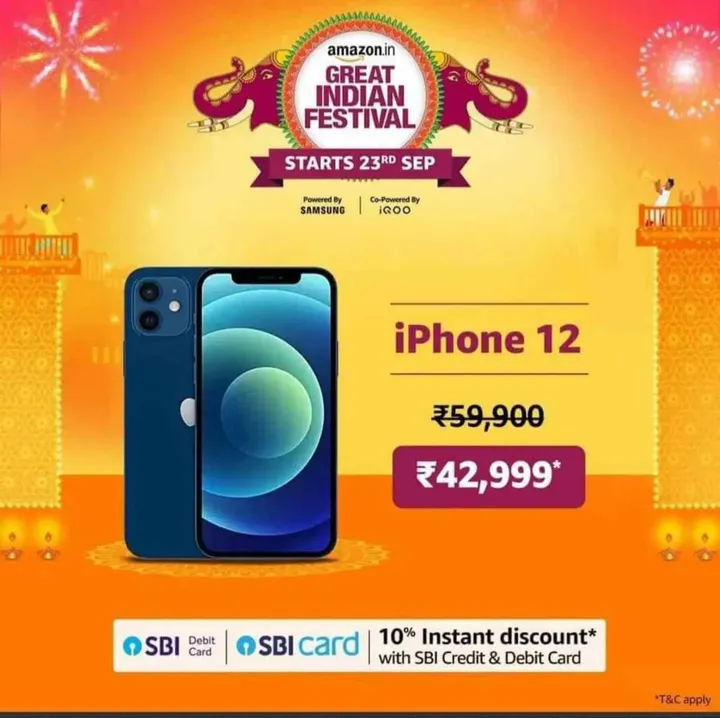 amazon.in
GREAT
INDIAN
FESTIVAL
STARTS 23RD SEP
Powered By
SAMSUNG
Co-Powered By
iQOO
iPhone 12
₹59,900
₹42,999*
SBI Debit Card
SBI card
10% Instant discount*
with SBI Credit & Debit Card
*T&C apply